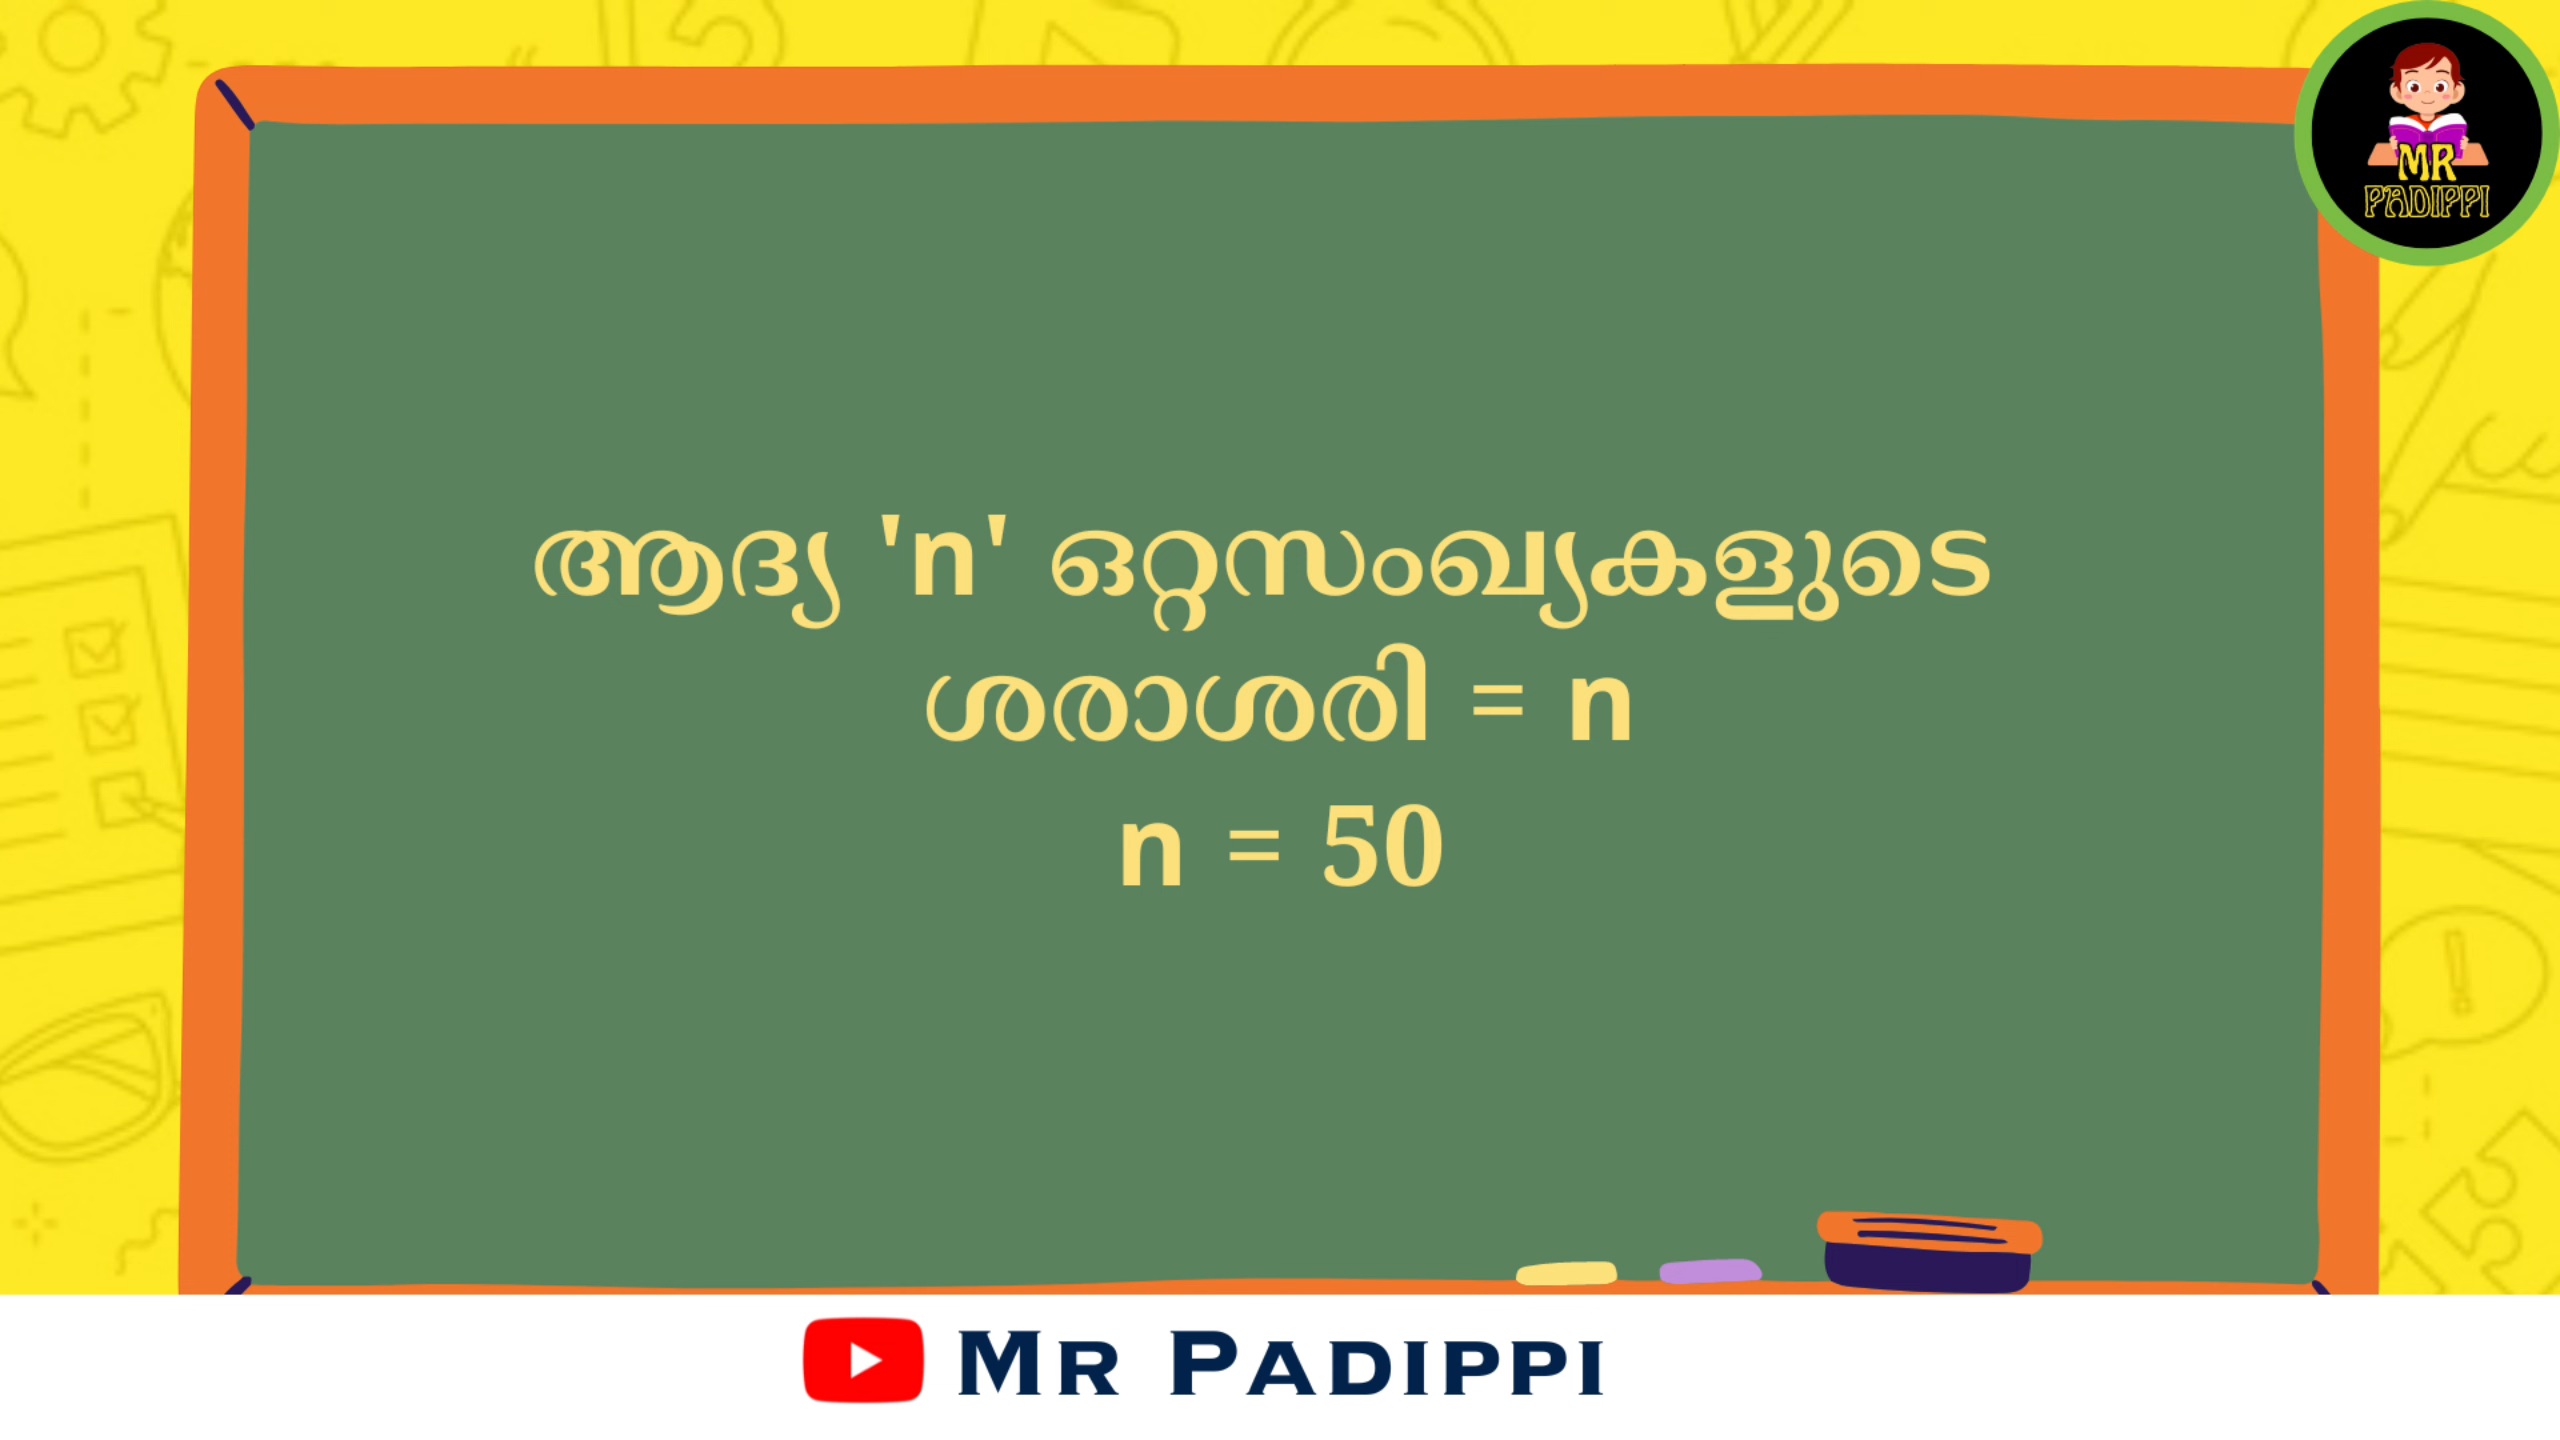 MR
PADIPPI
ആദ്യ 'n' ഒറ്റസംഖ്യകളുടെ
ശരാശരി = n
n = 50
MR PADIPPI